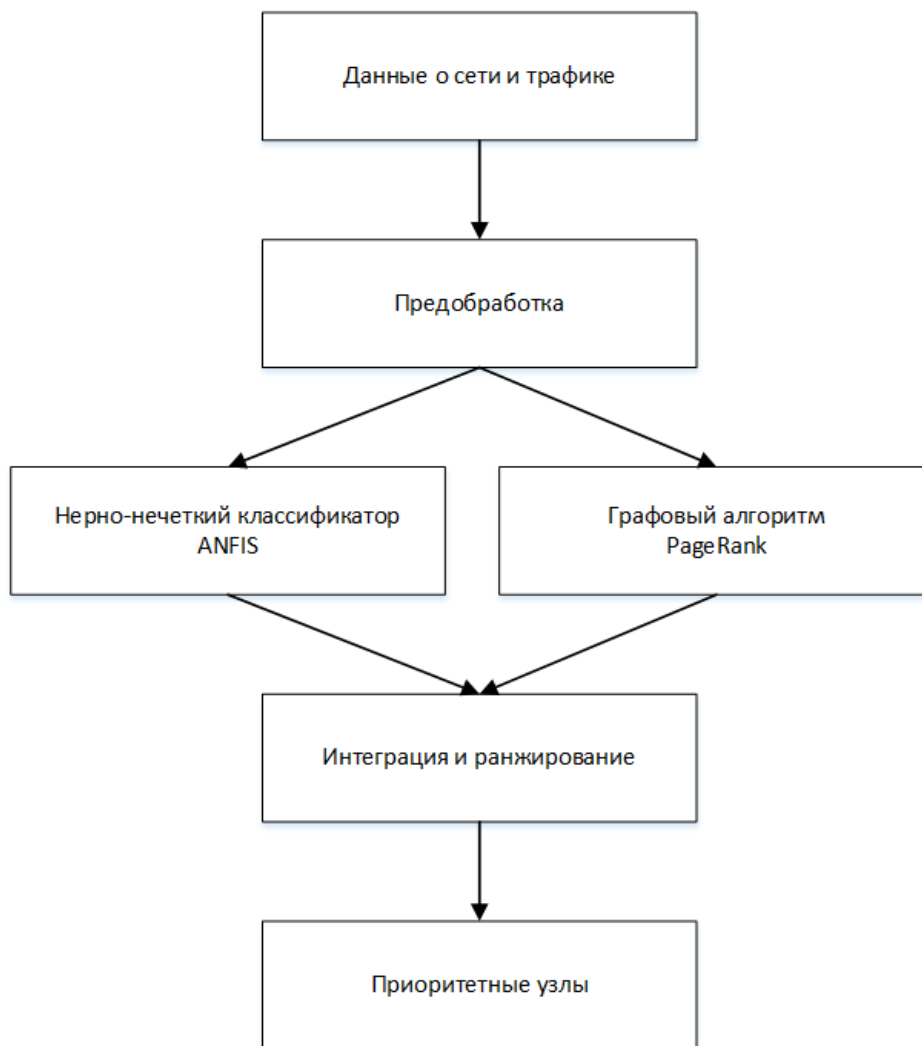 Данные о сети и трафике
Предобработка
Нерно-нечеткий классификатор
ANFIS
Графовый алгоритм
PageRank
Интеграция и ранжирование
Приоритетные узлы